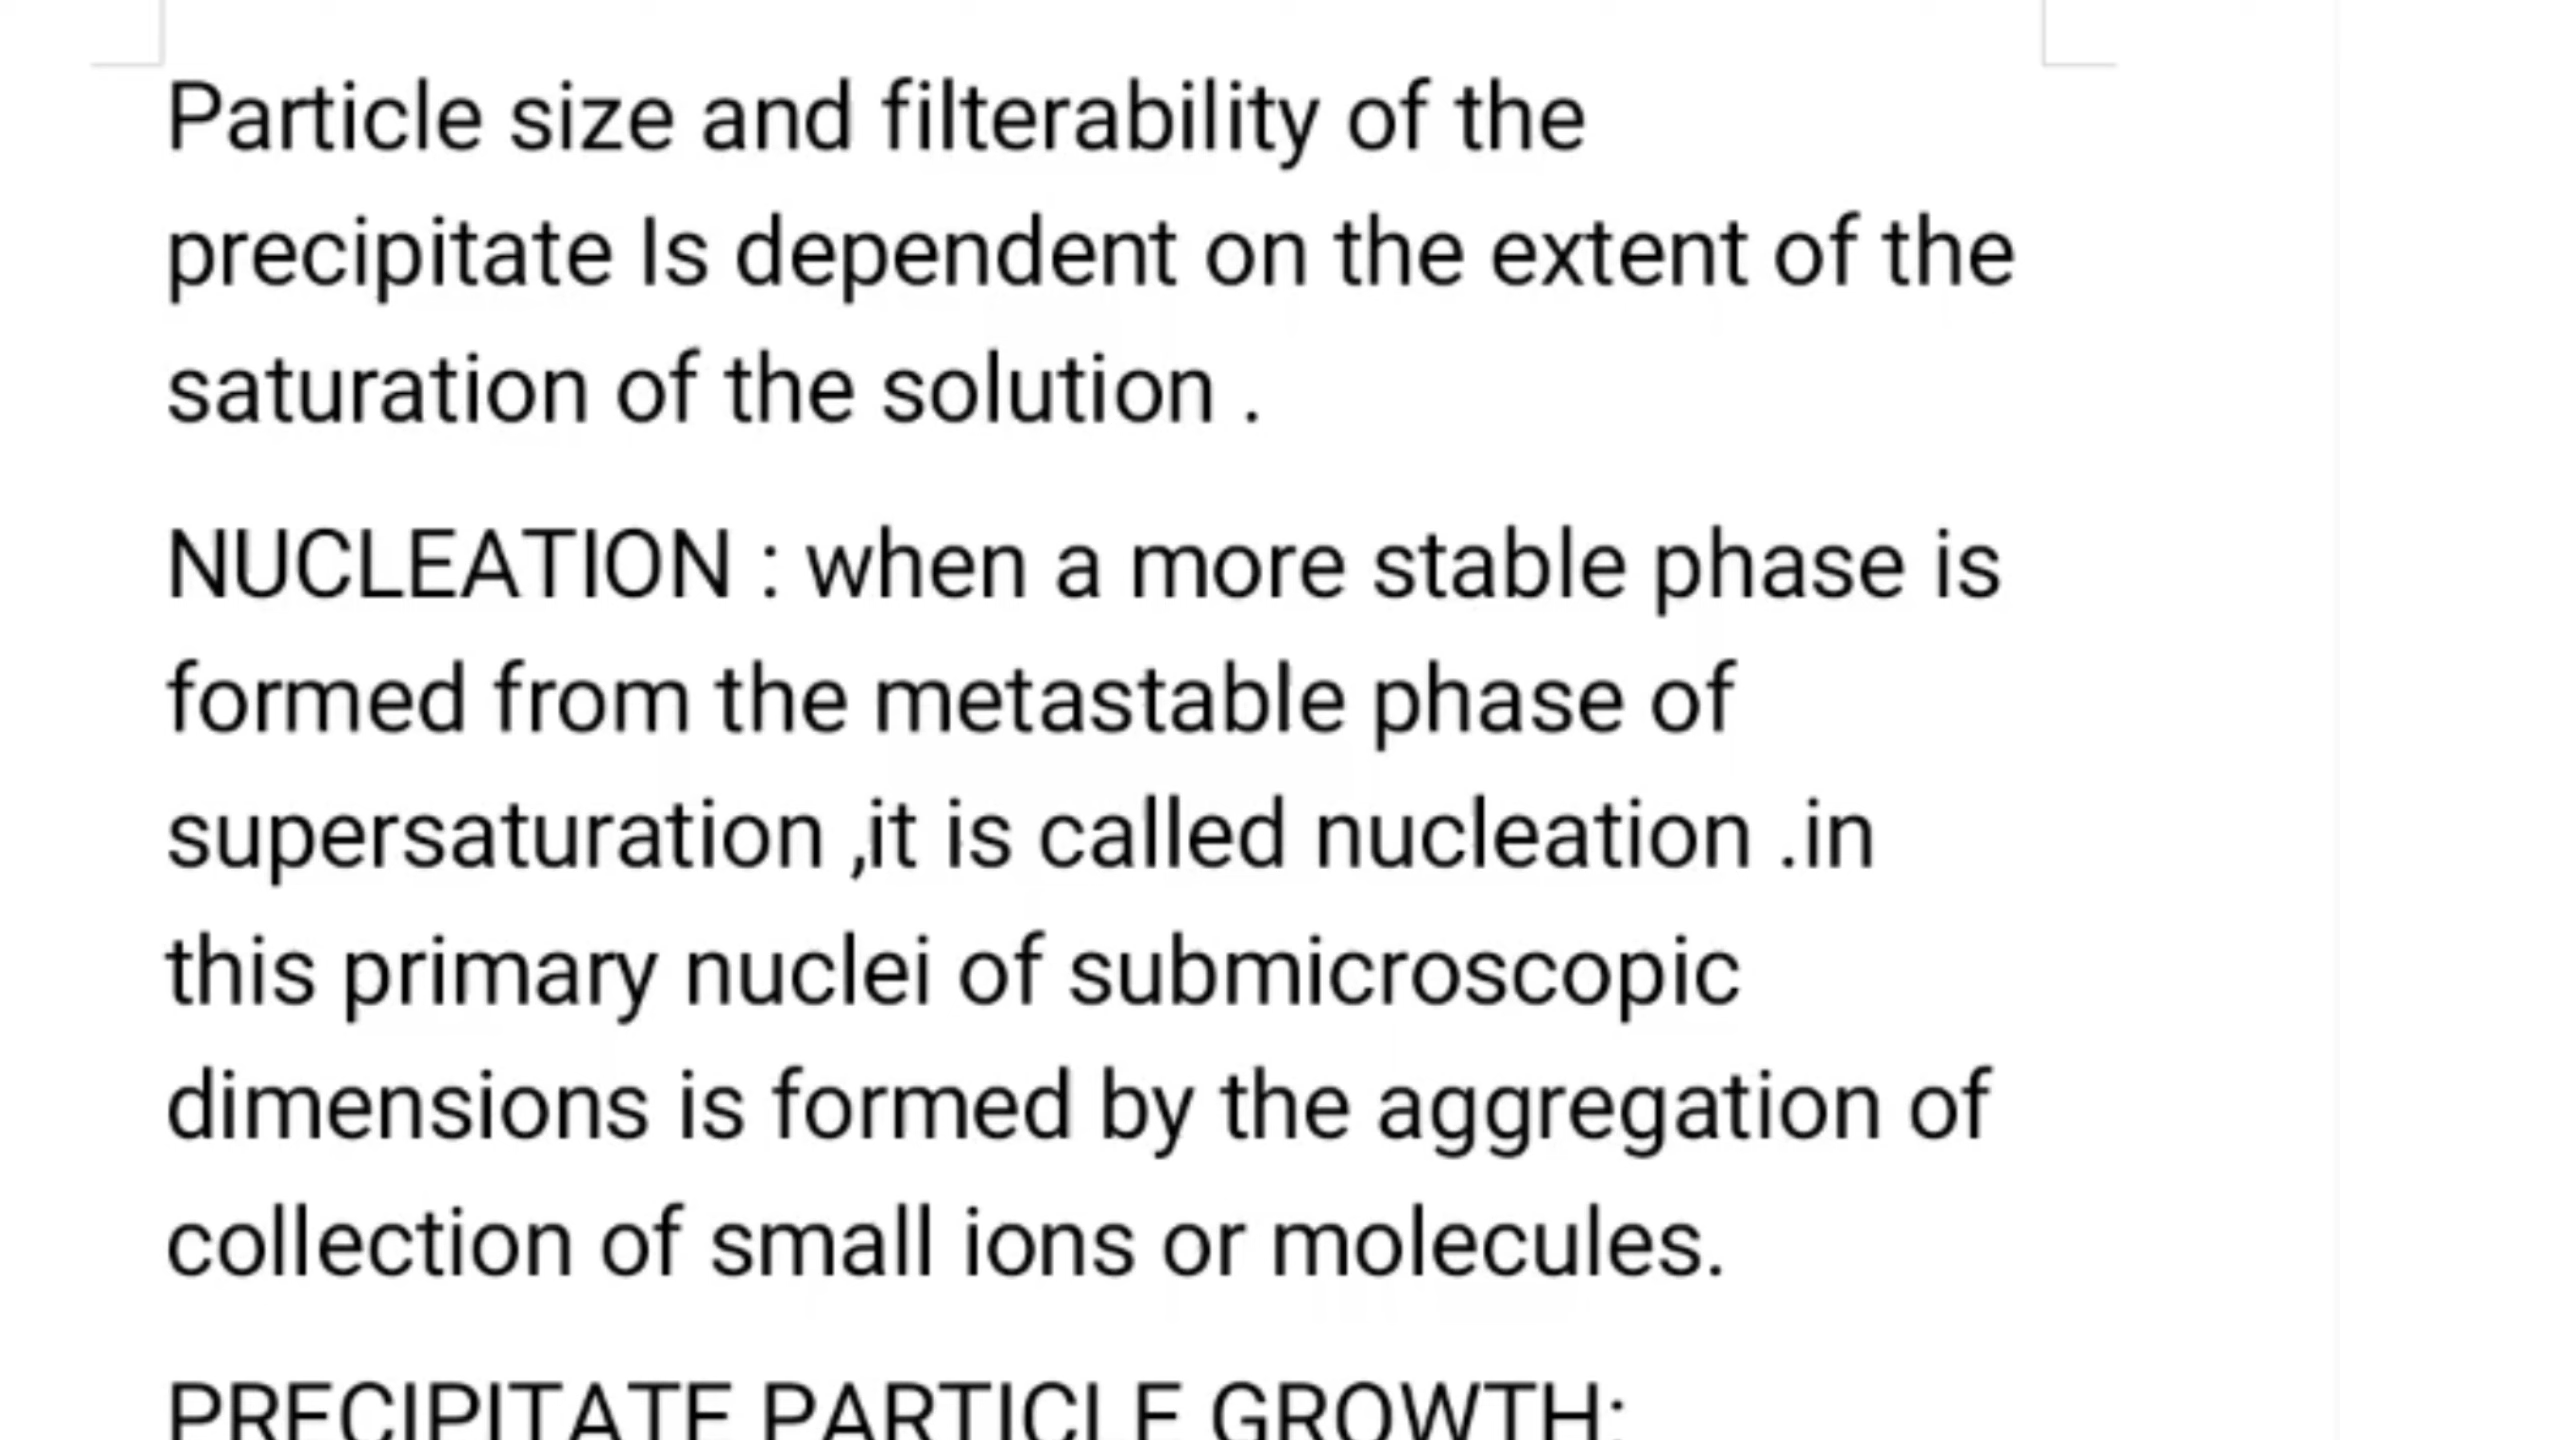 Particle size and filterability of the
precipitate Is dependent on the extent of the
saturation of the solution .
NUCLEATION : when a more stable phase is
formed from the metastable phase of
supersaturation ,it is called nucleation .in
this primary nuclei of submicroscopic
dimensions is formed by the aggregation of
collection of small ions or molecules.
PRECIPITATE PARTICLE GROWTH: